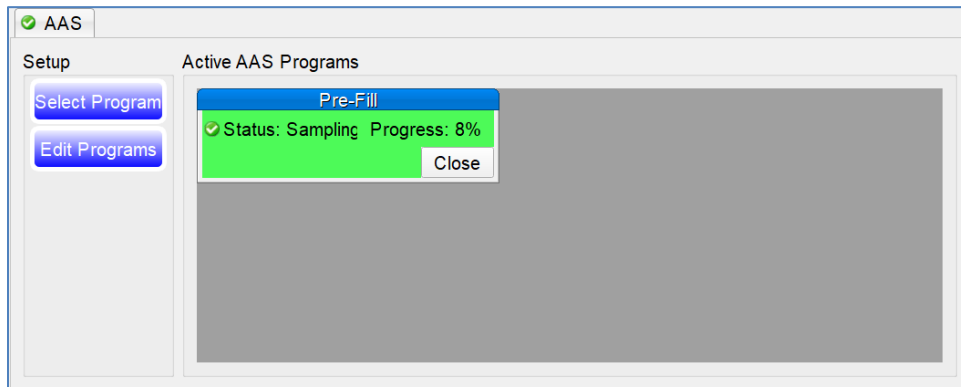 AAS
Setup
Active AAS Programs
Select Program
Edit Programs
Pre-Fill
Status: Sampling Progress: 8%
Close